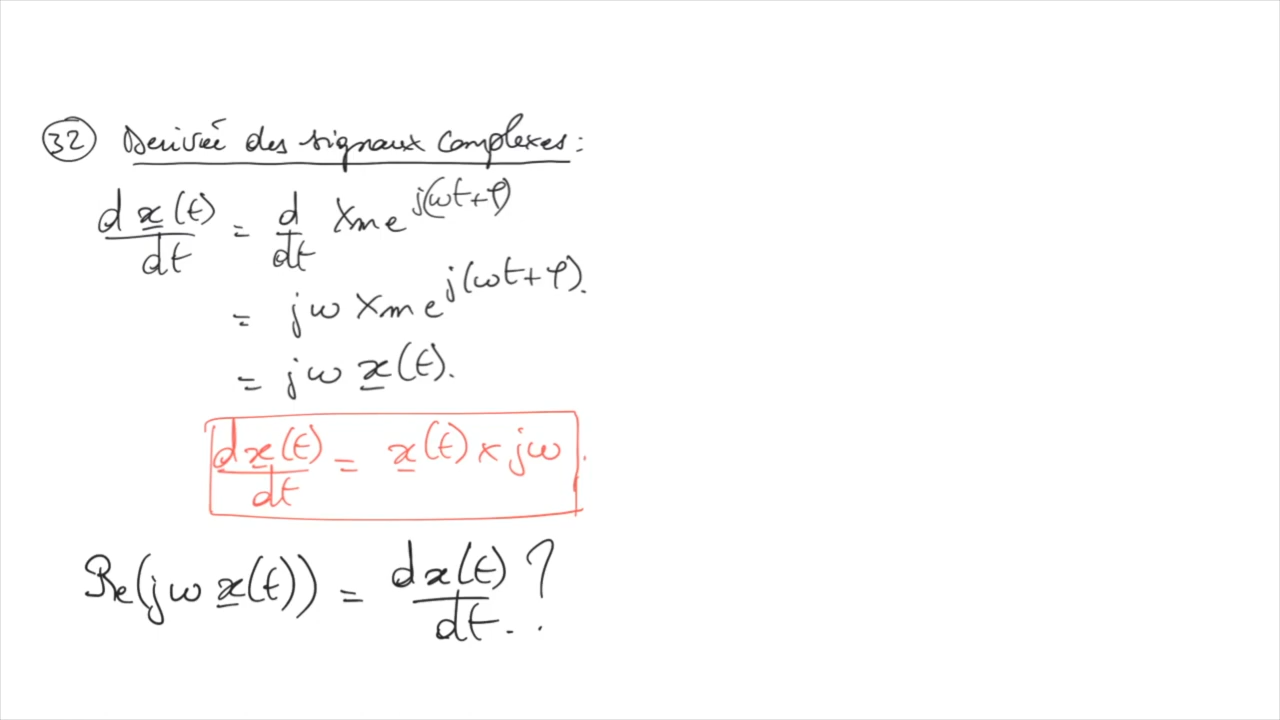 32 Derivée des signaux complexes :
d x(t)/dt = d/dt Xm e^j(ωt+φ)
= jω Xm e^j(ωt+φ).
= jω x(t).
dx(t)/dt = x(t) × jω .
Re(jω x(t)) = dx(t)/dt ?